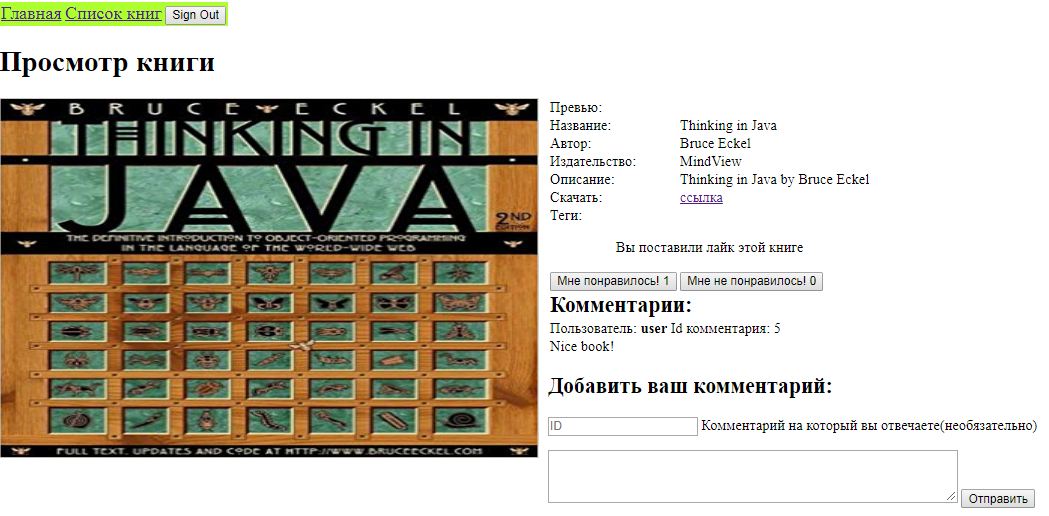 Главная Список книг Sign Out
Просмотр книги
BRUCE ECKEL
THINKING IN
JAVA
2ND
EDITION
THE DEFINITIVE INTRODUCTION TO OBJECT-ORIENTED PROGRAMMING
IN THE LANGUAGE OF THE WORLD-WIDE WEB
FULL TEXT, UPDATES AND CODE AT HTTP://WWW.BRUCEECKEL.COM
Превью:
Название: Thinking in Java
Автор: Bruce Eckel
Издательство: MindView
Описание: Thinking in Java by Bruce Eckel
Скачать: ссылка
Теги:
Вы поставили лайк этой книге
Мне понравилось! 1 Мне не понравилось! 0
Комментарии:
Пользователь: user Id комментария: 5
Nice book!
Добавить ваш комментарий:
ID Комментарий на который вы отвечаете(необязательно)
Отправить